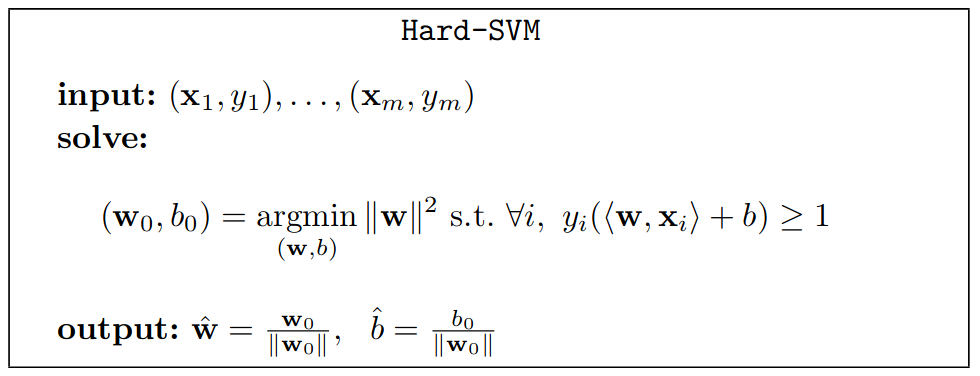 Hard-SVM
input: (x₁, y₁), . . . , (xₘ, yₘ)
solve:
(w₀, b₀) = argmin_(w,b) ‖w‖² s.t. ∀i, yᵢ(⟨w, xᵢ⟩ + b) ≥ 1
output: ŵ = w₀/‖w₀‖, b̂ = b₀/‖w₀‖